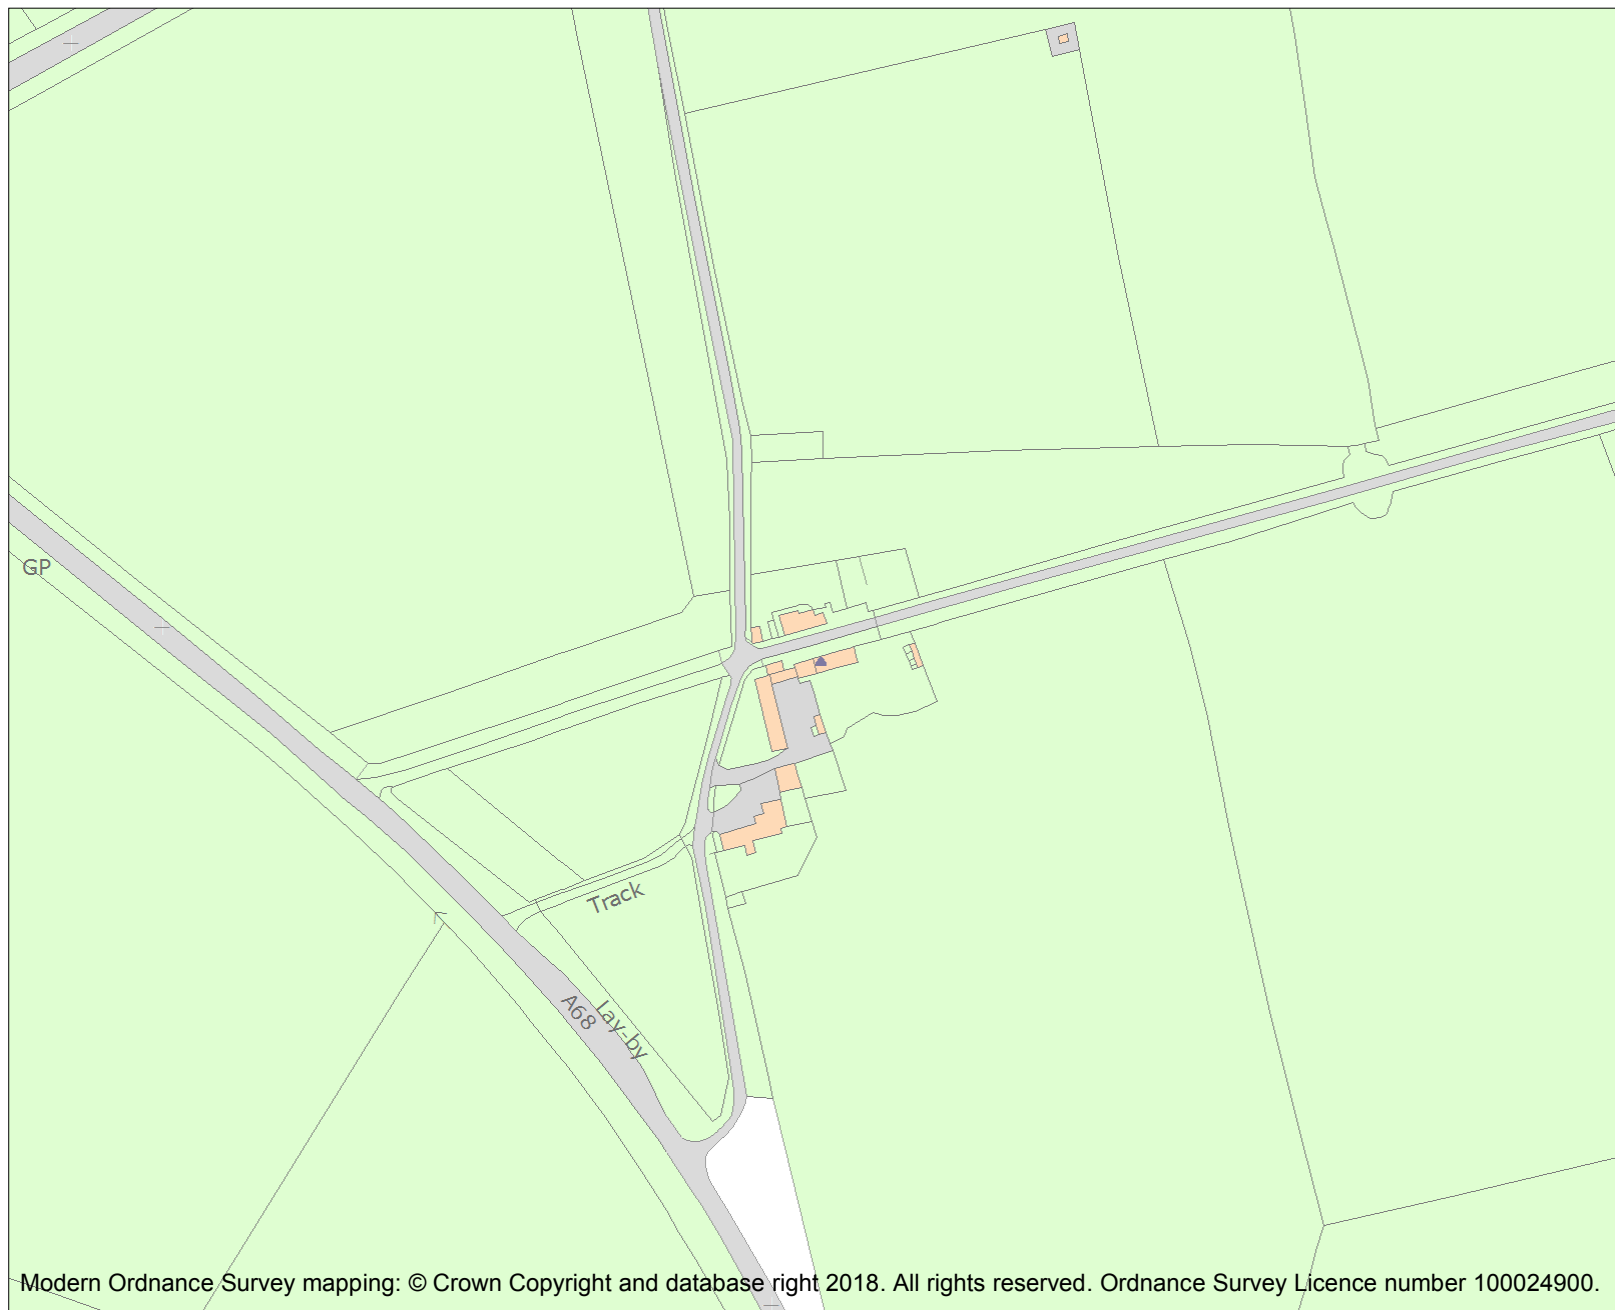 GP
Track
A68
Lay-by
Modern Ordnance Survey mapping: © Crown Copyright and database right 2018. All rights reserved. Ordnance Survey Licence number 100024900.